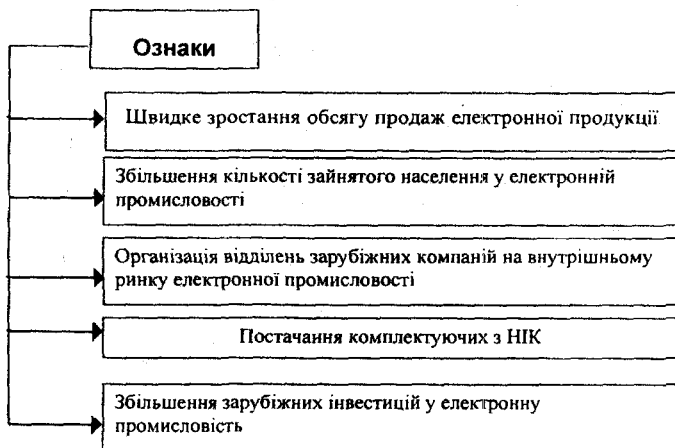 Ознаки
Швидке зростання обсягу продаж електронної продукції
Збільшення кількості зайнятого населення у електронній
промисловості
Організація відділень зарубіжних компаній на внутрішньому
ринку електронної промисловості
Постачання комплектуючих з НІК
Збільшення зарубіжних інвестицій у електронну
промисловість